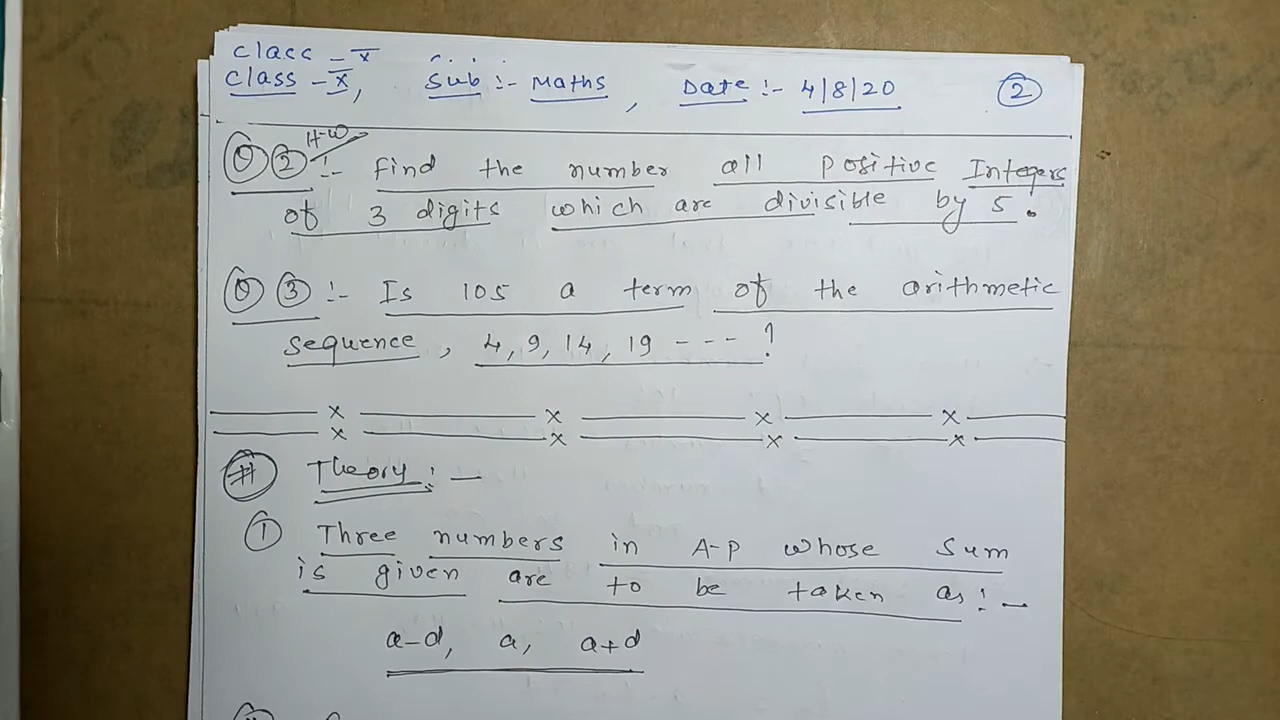 Class - X
Class - X, Sub :- Maths, Date :- 4/8/20 2
H-W
Q 2 :- Find the number all positive Integers
of 3 digits which are divisible by 5.
Q 3 :- Is 105 a term of the arithmetic
sequence, 4, 9, 14, 19 --- ?
x x x x
x x x x
# Theory :-
1 Three numbers in A-P whose sum
is given are to be taken as :-
a-d, a, a+d